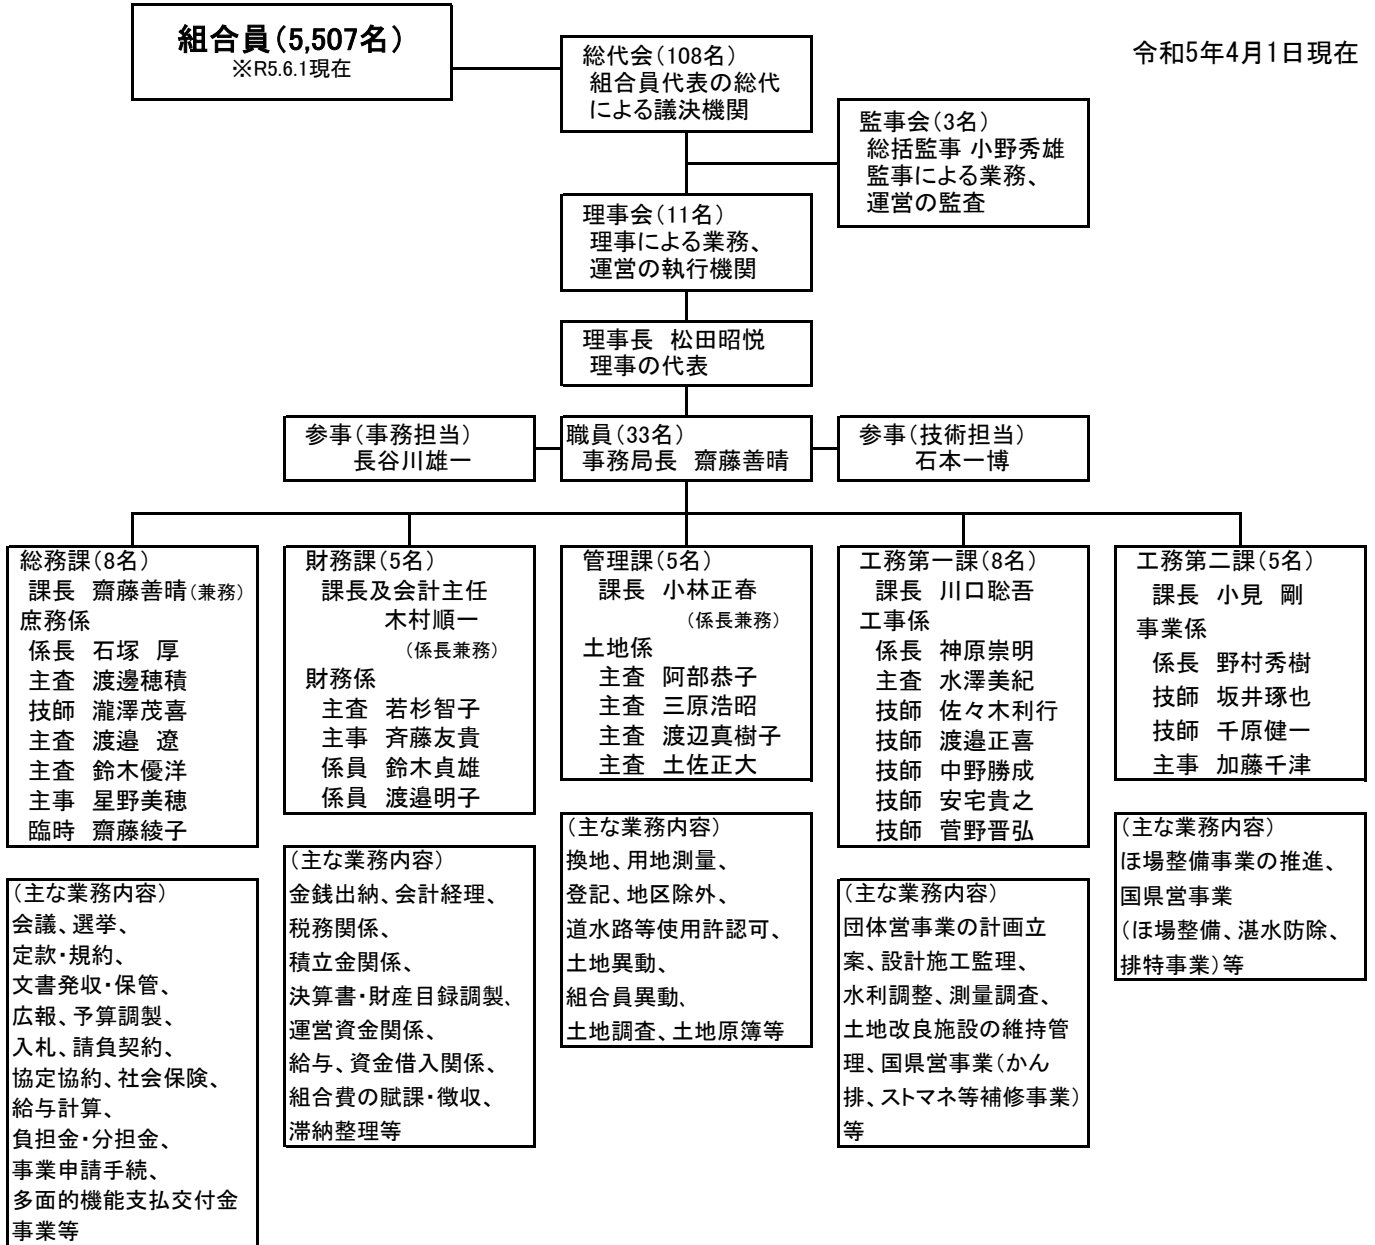 組合員(5,507名)
※R5.6.1現在
令和5年4月1日現在
総代会(108名)
組合員代表の総代
による議決機関
監事会(3名)
総括監事 小野秀雄
監事による業務、
運営の監査
理事会(11名)
理事による業務、
運営の執行機関
理事長 松田昭悦
理事の代表
参事(事務担当)
長谷川雄一
職員(33名)
事務局長 齋藤善晴
参事(技術担当)
石本一博
総務課(8名)
課長 齋藤善晴(兼務)
庶務係
係長 石塚 厚
主査 渡邊穂積
技師 瀧澤茂喜
主査 渡邉 遼
主査 鈴木優洋
主事 星野美穂
臨時 齋藤綾子
(主な業務内容)
会議、選挙、
定款・規約、
文書発収・保管、
広報、予算調製、
入札、請負契約、
協定協約、社会保険、
給与計算、
負担金・分担金、
事業申請手続、
多面的機能支払交付金
事業等
財務課(5名)
課長及会計主任
木村順一
(係長兼務)
財務係
主査 若杉智子
主事 斉藤友貴
係員 鈴木貞雄
係員 渡邉明子
(主な業務内容)
金銭出納、会計経理、
税務関係、
積立金関係、
決算書・財産目録調製、
運営資金関係、
給与、資金借入関係、
組合費の賦課・徴収、
滞納整理等
管理課(5名)
課長 小林正春
(係長兼務)
土地係
主査 阿部恭子
主査 三原浩昭
主査 渡辺真樹子
主査 土佐正大
(主な業務内容)
換地、用地測量、
登記、地区除外、
道水路等使用許認可、
土地異動、
組合員異動、
土地調査、土地原簿等
工務第一課(8名)
課長 川口聡吾
工事係
係長 神原崇明
主査 水澤美紀
技師 佐々木利行
技師 渡邉正喜
技師 中野勝成
技師 安宅貴之
技師 菅野晋弘
(主な業務内容)
団体営事業の計画立
案、設計施工監理、
水利調整、測量調査、
土地改良施設の維持管
理、国県営事業(かん
排、ストマネ等補修事業)
等
工務第二課(5名)
課長 小見 剛
事業係
係長 野村秀樹
技師 坂井琢也
技師 千原健一
主事 加藤千津
(主な業務内容)
ほ場整備事業の推進、
国県営事業
(ほ場整備、湛水防除、
排特事業)等